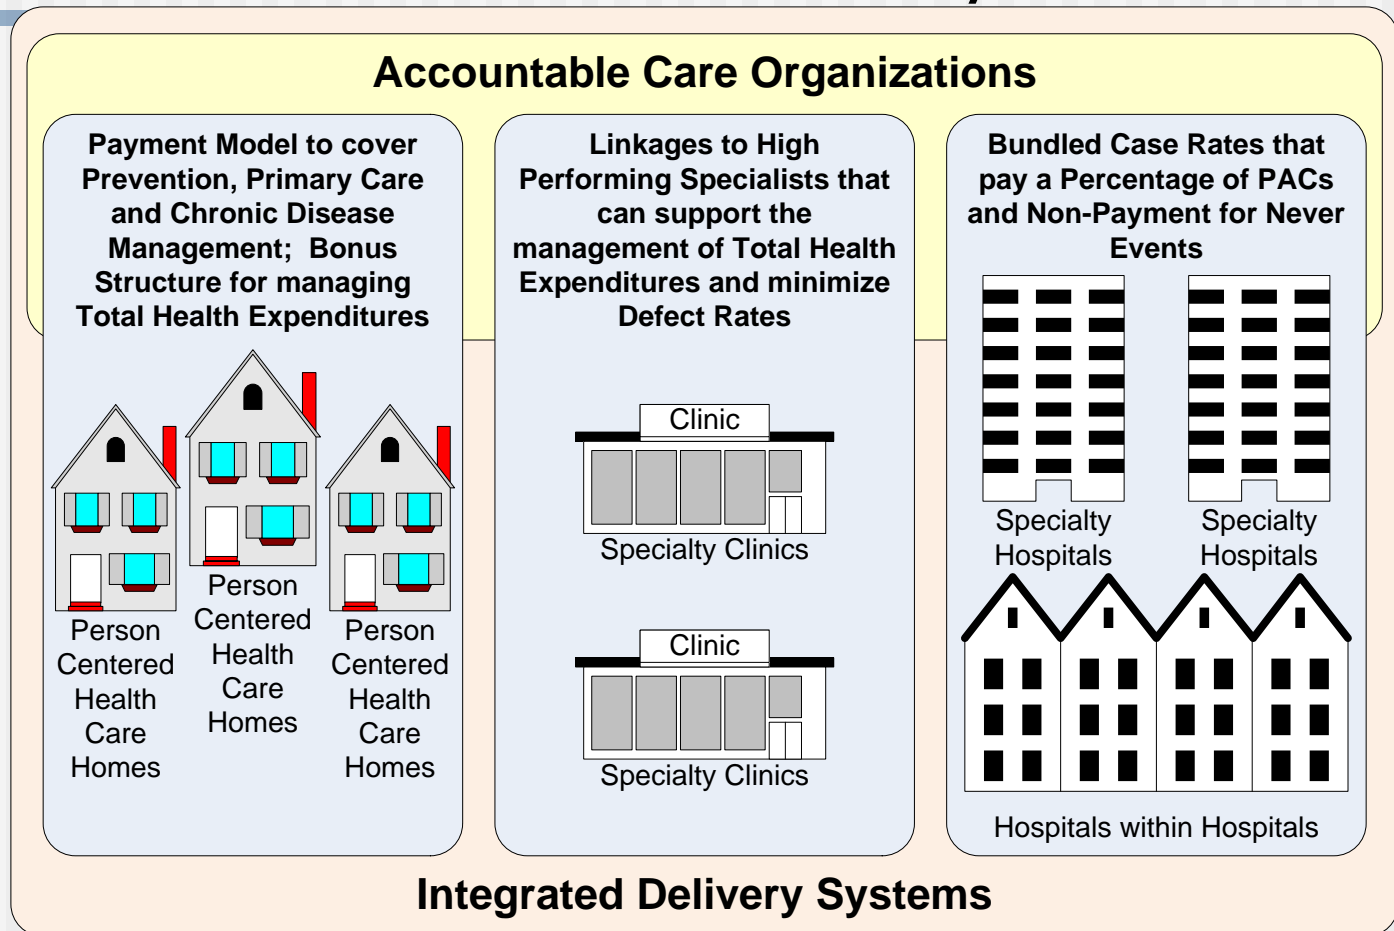 Accountable Care Organizations
Payment Model to cover
Prevention, Primary Care
and Chronic Disease
Management;  Bonus
Structure for managing
Total Health Expenditures
Person
Centered
Health
Care
Homes
Person
Centered
Health
Care
Homes
Person
Centered
Health
Care
Homes
Linkages to High
Performing Specialists that
can support the
management of Total Health
Expenditures and minimize
Defect Rates
Clinic
Specialty Clinics
Clinic
Specialty Clinics
Bundled Case Rates that
pay a Percentage of PACs
and Non-Payment for Never
Events
Specialty
Hospitals
Specialty
Hospitals
Hospitals within Hospitals
Integrated Delivery Systems